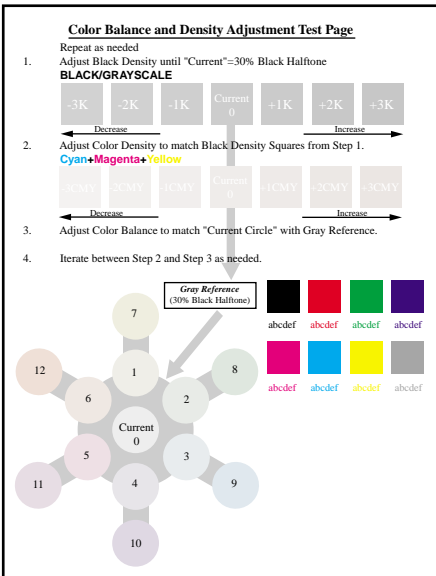 Color Balance and Density Adjustment Test Page
Repeat as needed
1. Adjust Black Density until "Current"=30% Black Halftone
BLACK/GRAYSCALE
-3K -2K -1K Current 0 +1K +2K +3K
Decrease Increase
2. Adjust Color Density to match Black Density Squares from Step 1.
Cyan+Magenta+Yellow
-3CMY -2CMY -1CMY Current 0 +1CMY +2CMY +3CMY
Decrease Increase
3. Adjust Color Balance to match "Current Circle" with Gray Reference.
4. Iterate between Step 2 and Step 3 as needed.
Gray Reference
(30% Black Halftone)
abcdef abcdef abcdef abcdef
abcdef abcdef abcdef abcdef
7
12 1 8
6 2
Current
0
5 3
11 4 9
10